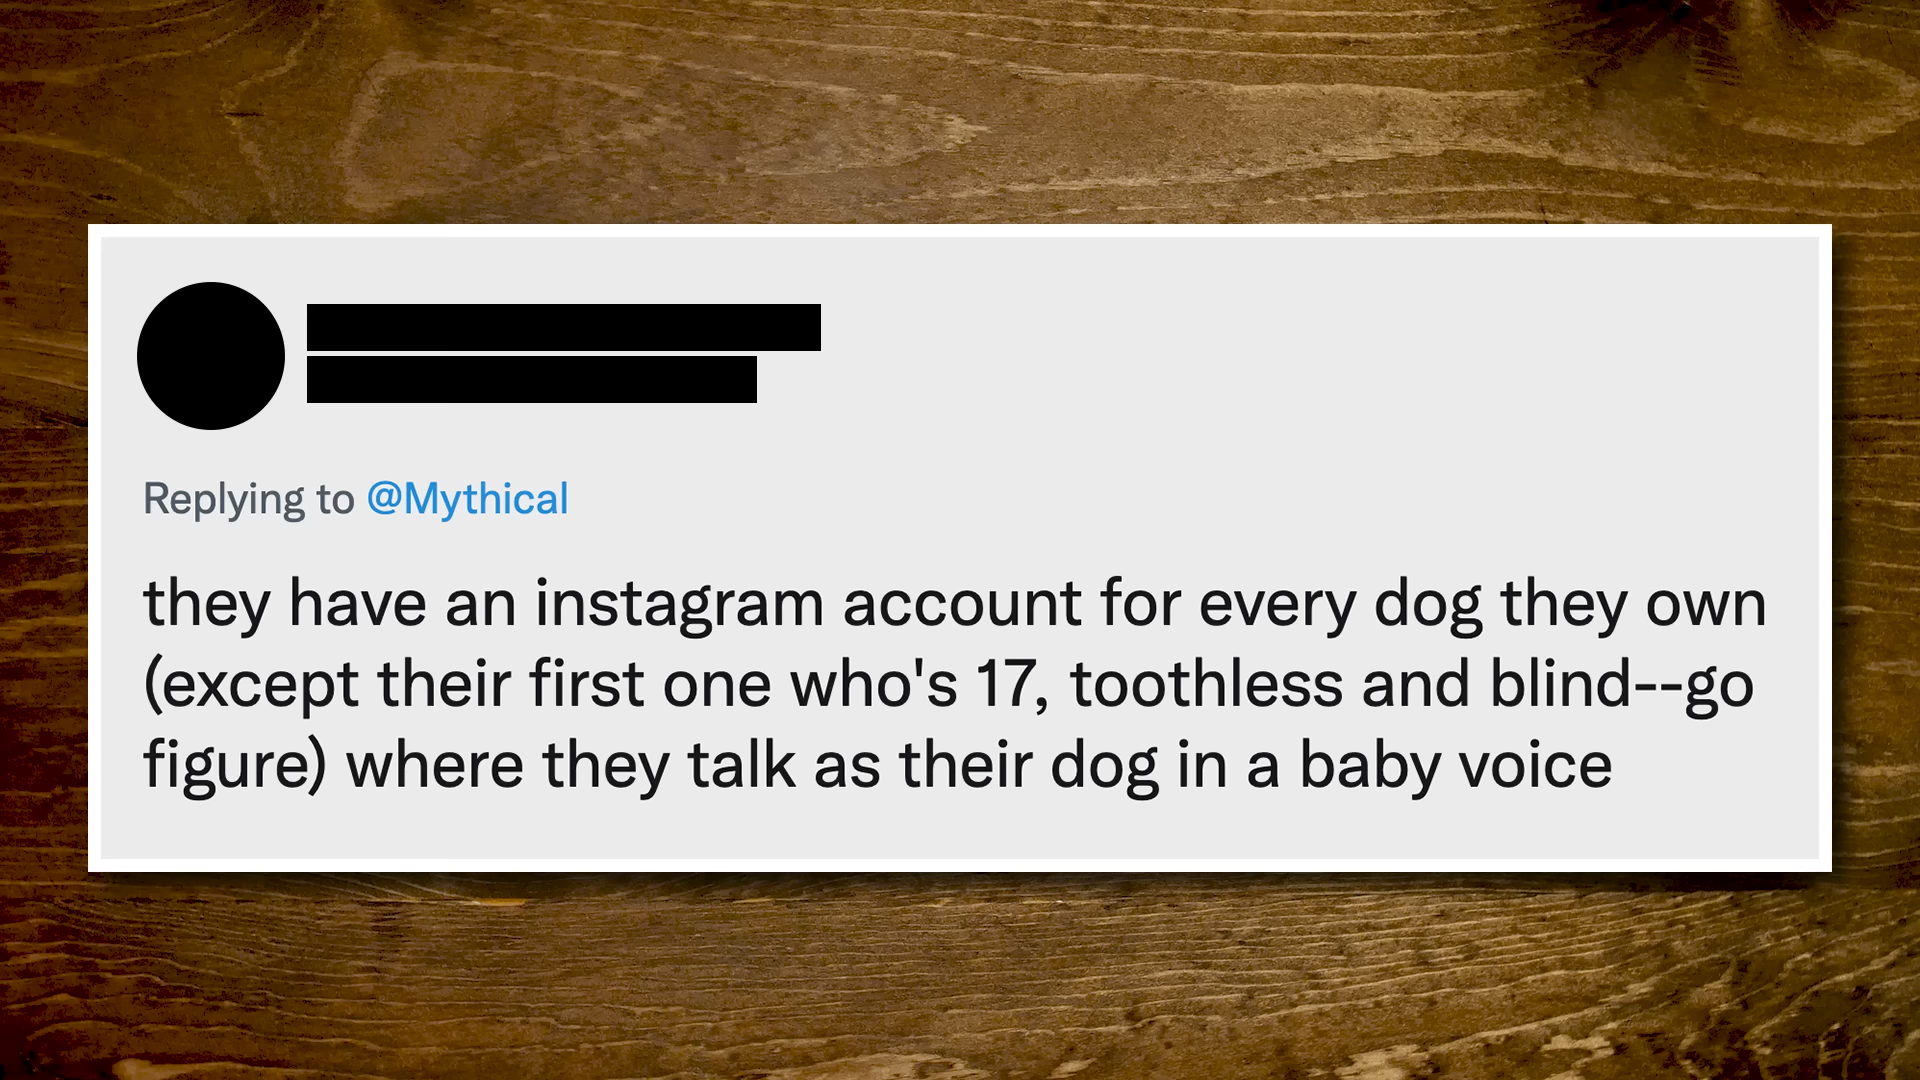 Replying to @Mythical
they have an instagram account for every dog they own
(except their first one who's 17, toothless and blind--go
figure) where they talk as their dog in a baby voice